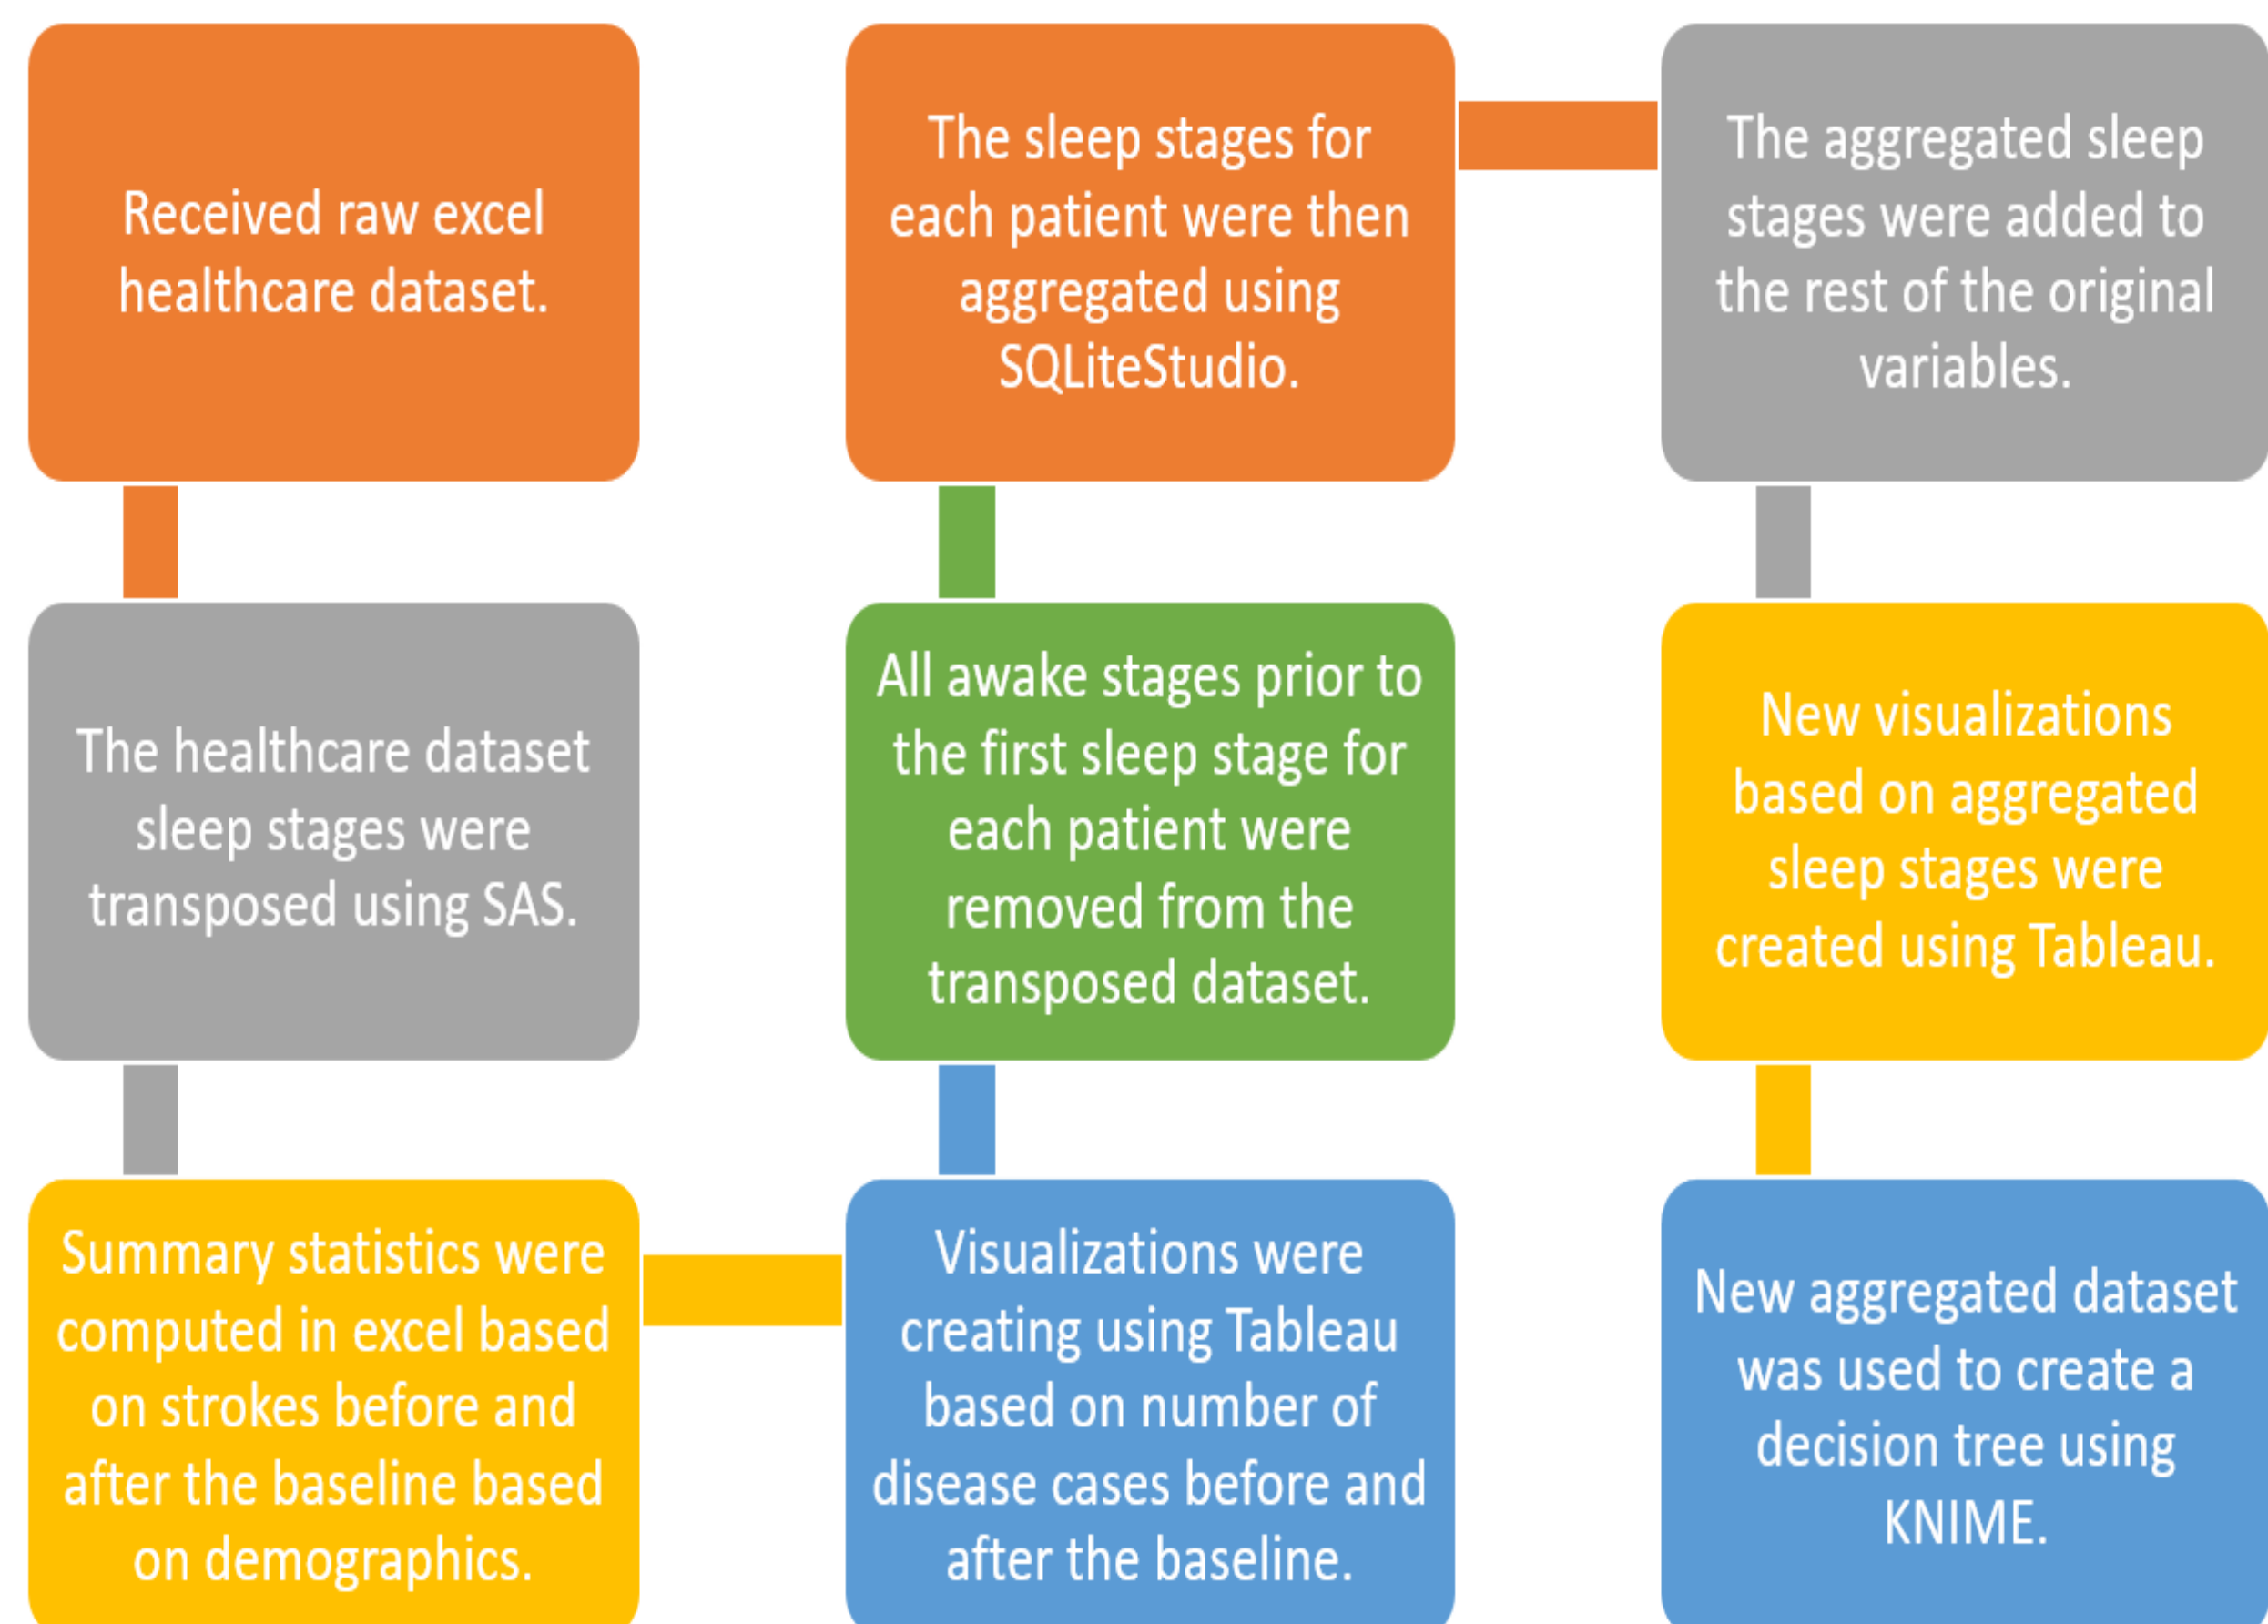 Received raw excel
healthcare dataset.
The healthcare dataset
sleep stages were
transposed using SAS.
Summary statistics were
computed in excel based
on strokes before and
after the baseline based
on demographics.
Visualizations were
creating using Tableau
based on number of
disease cases before and
after the baseline.
All awake stages prior to
the first sleep stage for
each patient were
removed from the
transposed dataset.
The sleep stages for
each patient were then
aggregated using
SQLiteStudio.
The aggregated sleep
stages were added to
the rest of the original
variables.
New visualizations
based on aggregated
sleep stages were
created using Tableau.
New aggregated dataset
was used to create a
decision tree using
KNIME.